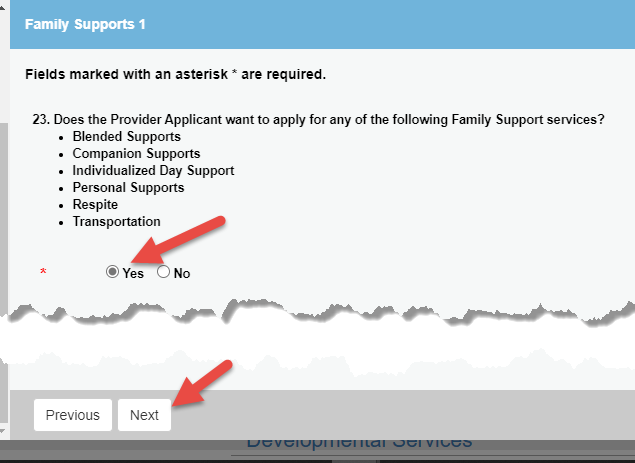 Family Supports 1
Fields marked with an asterisk * are required.
23. Does the Provider Applicant want to apply for any of the following Family Support services?
• Blended Supports
• Companion Supports
• Individualized Day Support
• Personal Supports
• Respite
• Transportation
* Yes No
Previous Next
Developmental Services